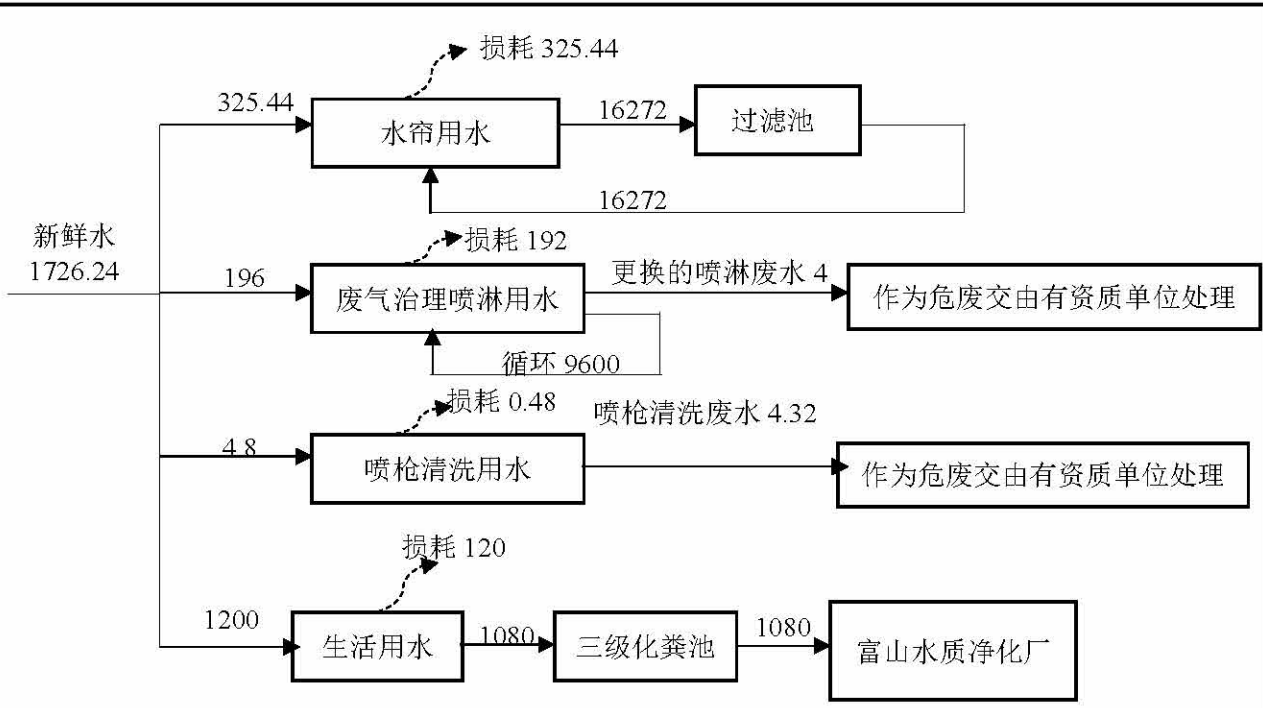 损耗 325.44
325.44
水帘用水
16272
过滤池
16272
新鲜水
1726.24
损耗 192
196
废气治理喷淋用水
更换的喷淋废水 4
作为危废交由有资质单位处理
循环 9600
损耗 0.48
喷枪清洗废水 4.32
4.8
喷枪清洗用水
作为危废交由有资质单位处理
损耗 120
1200
生活用水
1080
三级化粪池
1080
富山水质净化厂